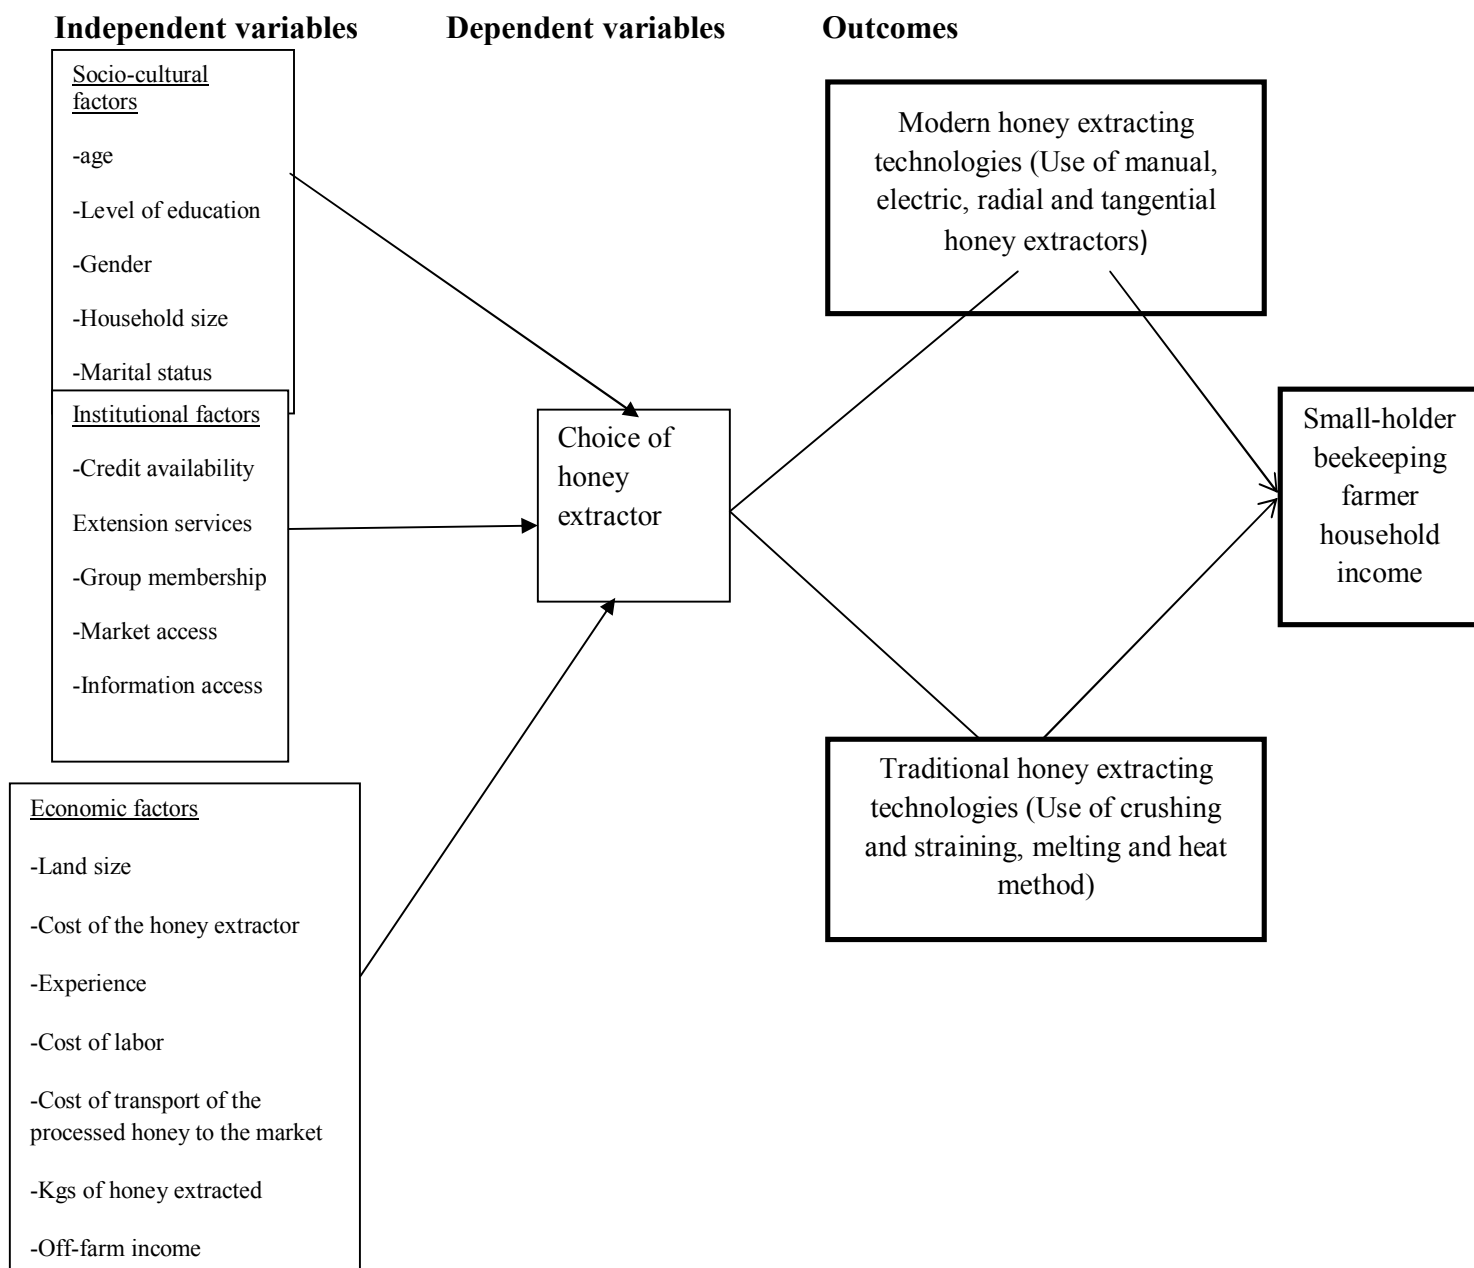 Independent variables
Dependent variables
Outcomes
Socio-cultural
factors
-age
-Level of education
-Gender
-Household size
-Marital status
Institutional factors
-Credit availability
Extension services
-Group membership
-Market access
-Information access
Economic factors
-Land size
-Cost of the honey extractor
-Experience
-Cost of labor
-Cost of transport of the
processed honey to the market
-Kgs of honey extracted
-Off-farm income
Choice of
honey
extractor
Modern honey extracting
technologies (Use of manual,
electric, radial and tangential
honey extractors)
Traditional honey extracting
technologies (Use of crushing
and straining, melting and heat
method)
Small-holder
beekeeping
farmer
household
income